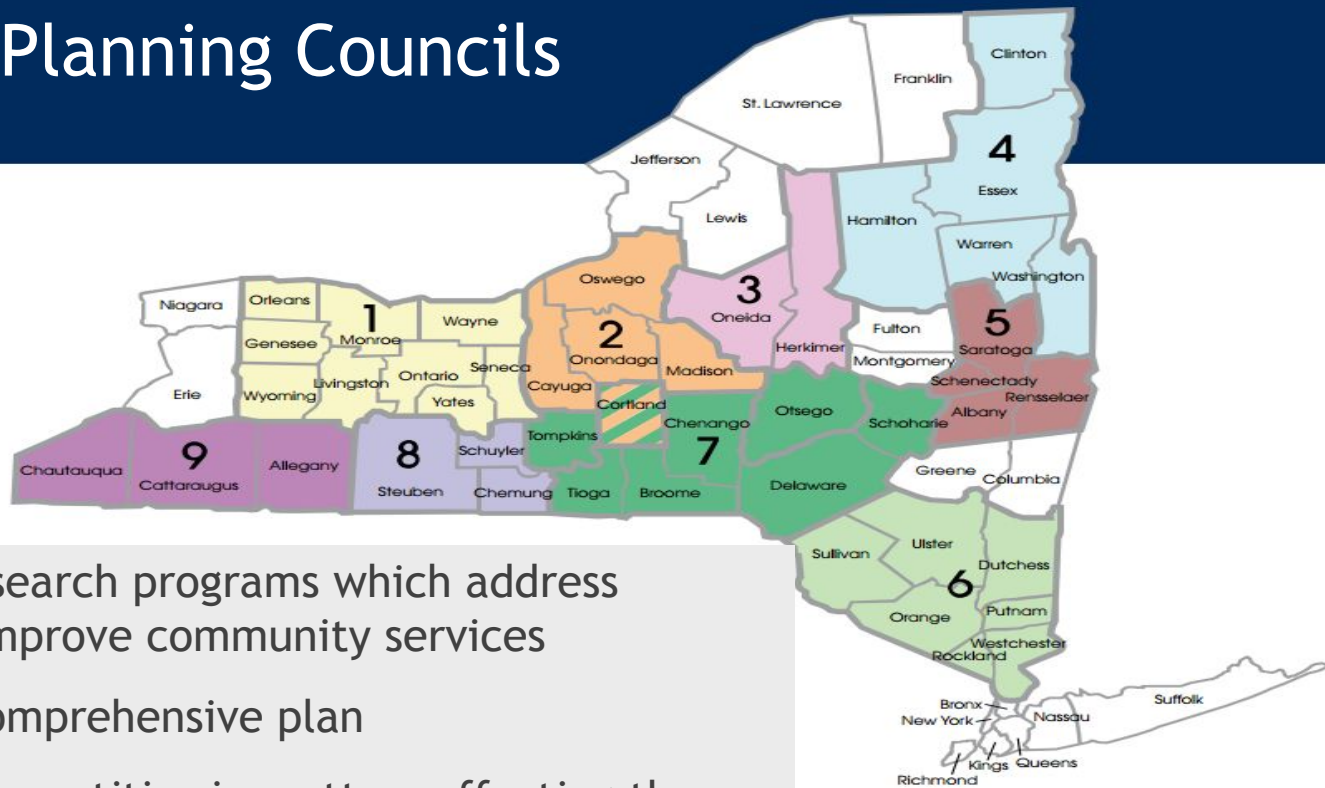 Planning Councils
Clinton
Franklin
St. Lawrence
4
Jefferson
Essex
Lewis
Hamilton
Warren
Washington
Oswego
3
Niagara
Orleans
1
Oneida
Wayne
2
5
Fulton
Genesee
Monroe
Herkimer
Saratoga
Onondaga
Montgomery
Seneca
Madison
Ontario
Livingston
Cayuga
Schenectady
Erie
Wyoming
Yates
Rensselaer
Cortland
Otsego
Albany
Chenango
Schoharie
Tompkins
7
9
8
Schuyler
Allegany
Chautauqua
Greene
Columbia
Cattaraugus
Delaware
Steuben
Chemung
Tioga
Broome
Ulster
Sullivan
Dutchess
search programs which address
6
Putnam
Orange
mprove community services
Westchester
Rockland
Suffolk
Bronx
omprehensive plan
New York
Nassau
Kings
Queens
Richmond